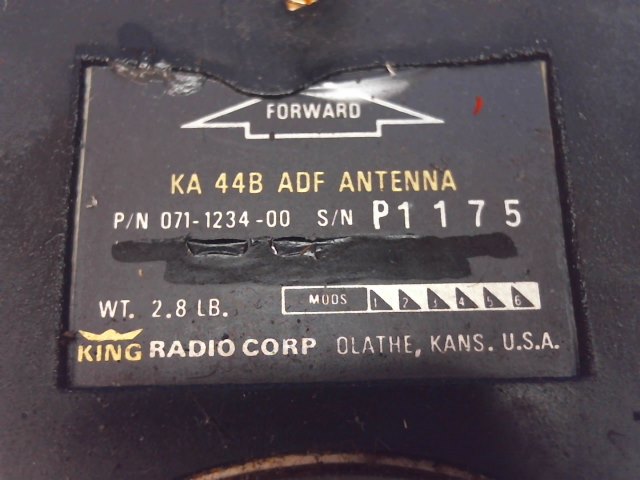 FORWARD
KA 44B ADF ANTENNA
P/N 071-1234-00 S/N P1175
WT. 2.8 LB. MODS 1 2 3 4 5 6
KING RADIO CORP OLATHE, KANS. U.S.A.